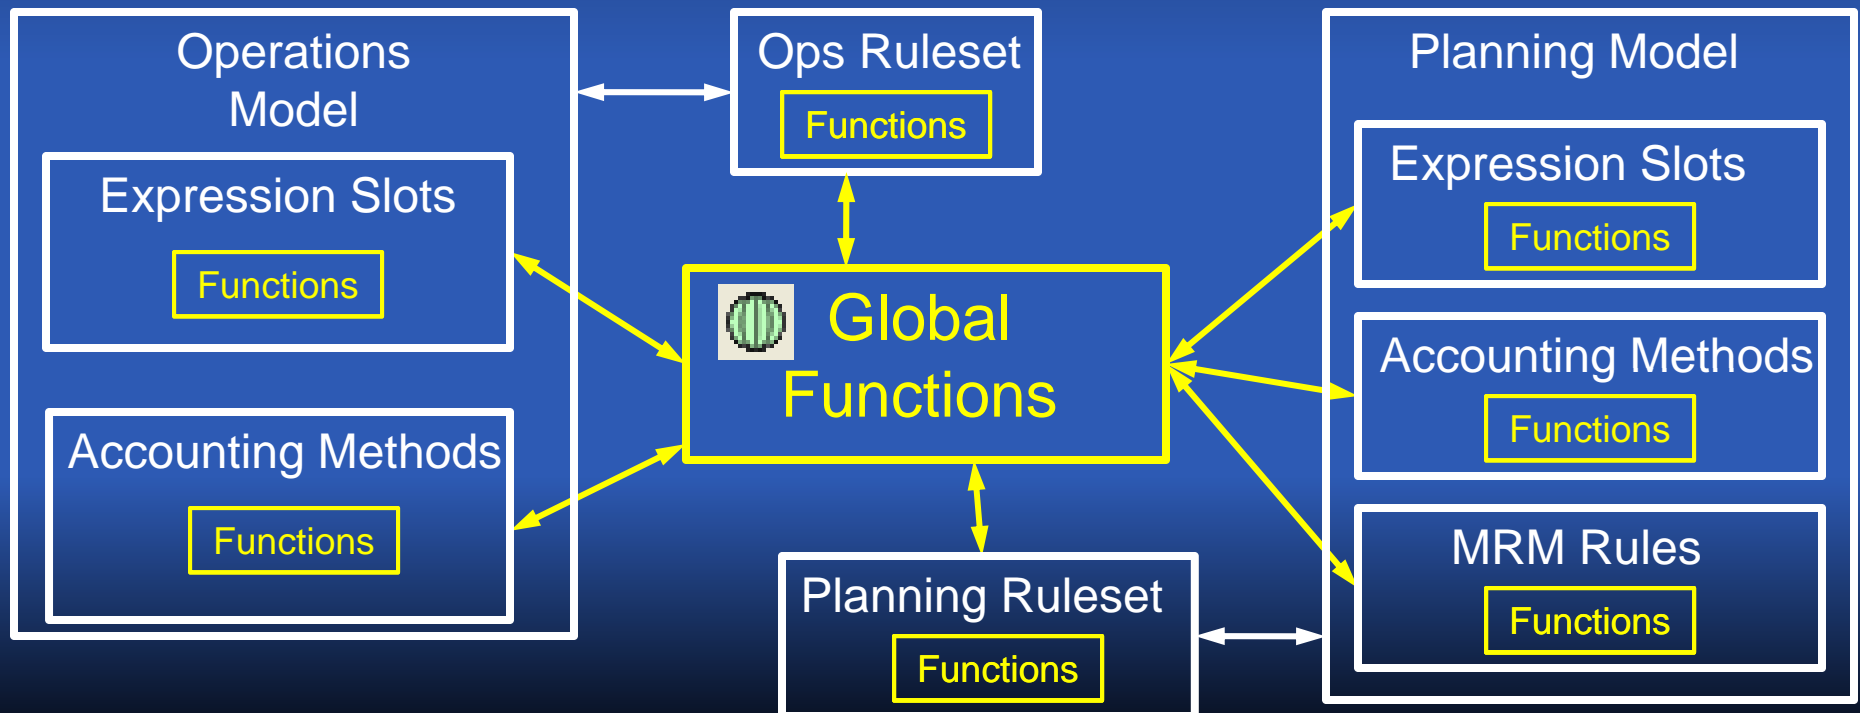 Operations
Model
Expression Slots
Functions
Accounting Methods
Functions
Ops Ruleset
Functions
Global
Functions
Planning Ruleset
Functions
Planning Model
Expression Slots
Functions
Accounting Methods
Functions
MRM Rules
Functions